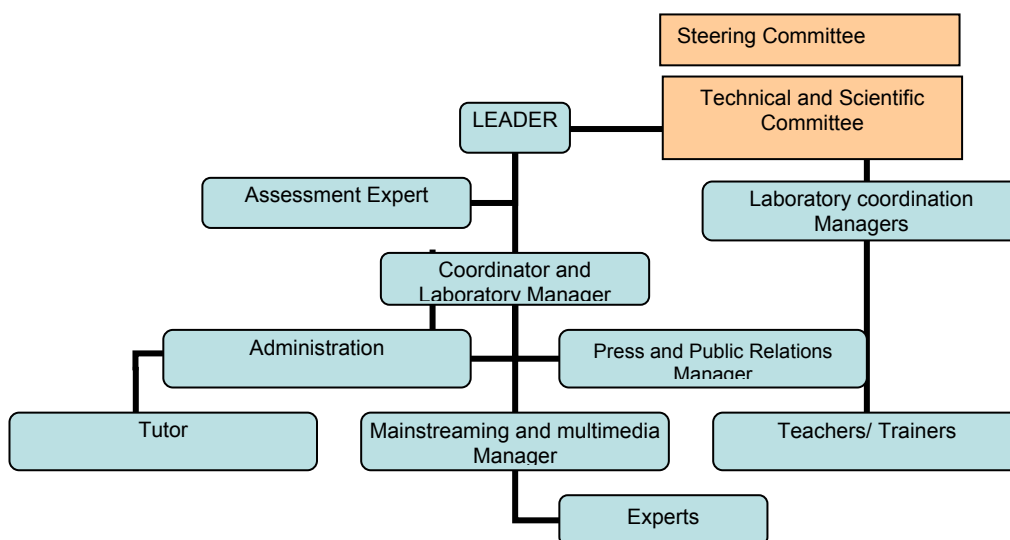 Steering Committee
Technical and Scientific
Committee
LEADER
Assessment Expert
Laboratory coordination
Managers
Coordinator and
Laboratory Manager
Administration
Press and Public Relations
Manager
Tutor
Mainstreaming and multimedia
Manager
Teachers/ Trainers
Experts